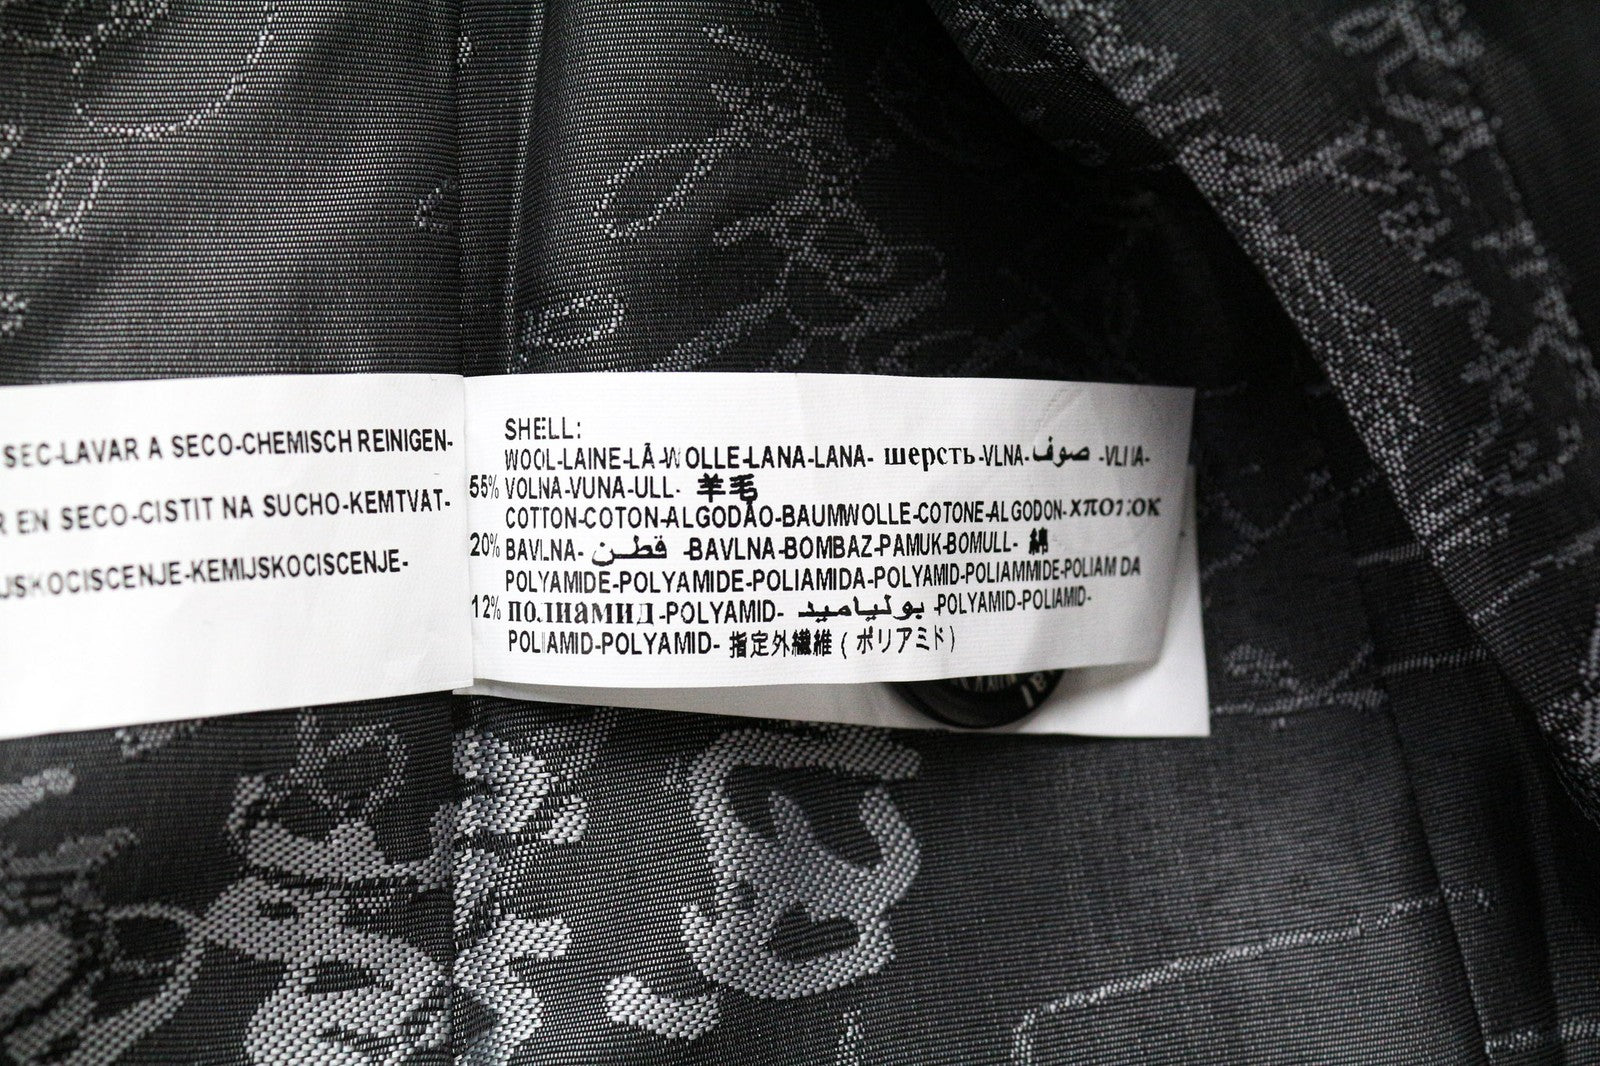 SEC-LAVAR A SECO-CHEMISCH REINIGEN-
EN SECO-CISTIT NA SUCHO-KEMTVAT-
JSKOCISCENJE-KEMIJSKOCISCENJE-
SHELL:
WOOL-LAINE-LÃ-WOLLE-LANA-LANA- шерсть-VLNA-صوف -VLNA-
55% VOLNA-VUNA-ULL- 羊毛
COTTON-COTON-ALGODÃO-BAUMWOLLE-COTONE-ALGODON-хлопок
20% BAVLNA- قطن -BAVLNA-BOMBAZ-PAMUK-BOMULL- 綿
POLYAMIDE-POLYAMIDE-POLIAMIDA-POLYAMID-POLIAMMIDE-POLIAMIDA
12% полиамид-POLYAMID- بولياميد -POLYAMID-POLIAMID-
POLIAMID-POLYAMID- 指定外繊維 (ポリアミド)